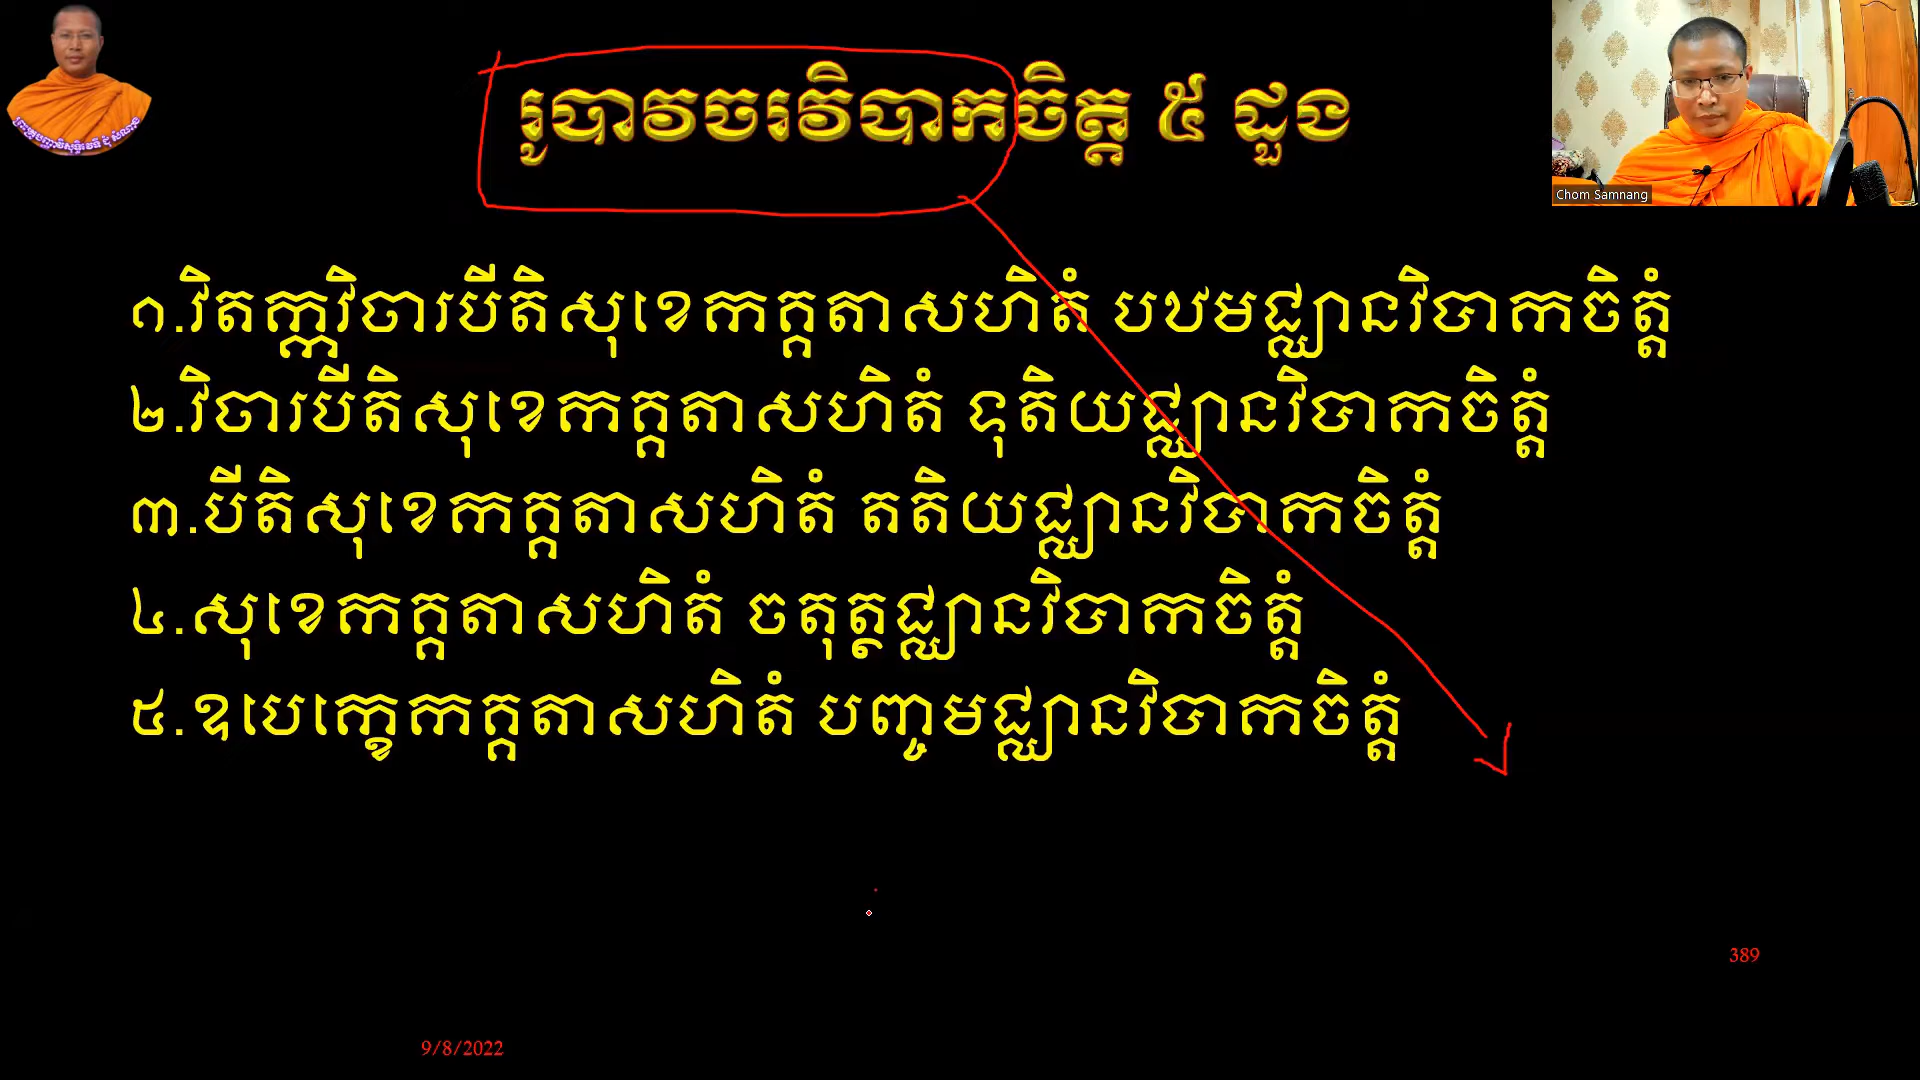 រូបាវចរវិបាកចិត្ត ៥ ដួង
Chom Samnang
១.វិតក្កវិចារបីតិសុខេកគ្គតាសហិតំ បឋមជ្ឈានវិបាកចិត្តំ
២.វិចារបីតិសុខេកគ្គតាសហិតំ ទុតិយជ្ឈានវិបាកចិត្តំ
៣.បីតិសុខេកគ្គតាសហិតំ តតិយជ្ឈានវិបាកចិត្តំ
៤.សុខេកគ្គតាសហិតំ ចតុត្ថជ្ឈានវិបាកចិត្តំ
៥.ឧបេក្ខេកគ្គតាសហិតំ បញ្ចមជ្ឈានវិបាកចិត្តំ
389
9/8/2022